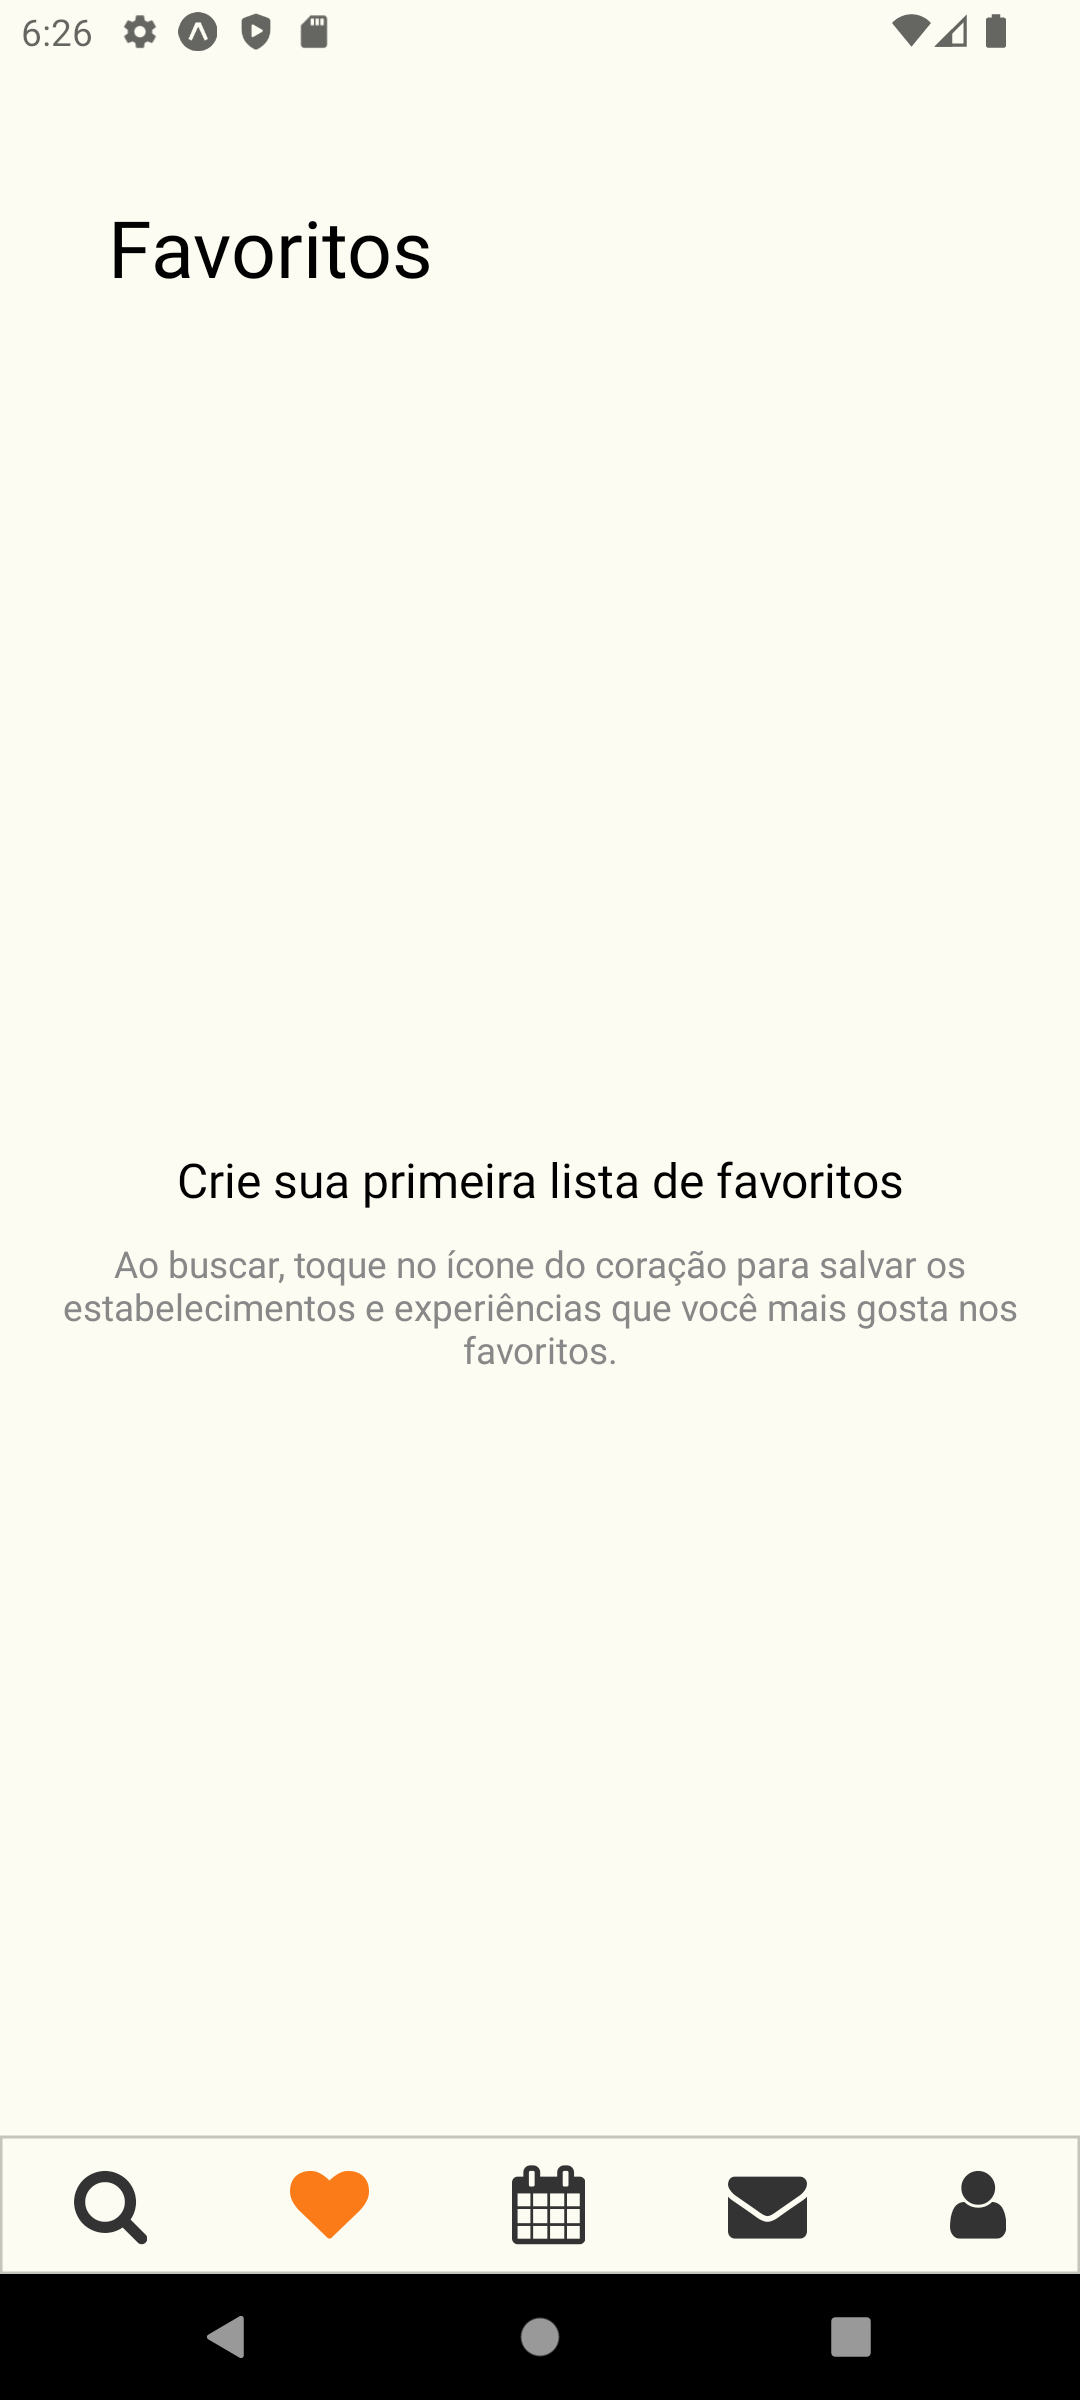 6:26
Favoritos
Crie sua primeira lista de favoritos
Ao buscar, toque no ícone do coração para salvar os
estabelecimentos e experiências que você mais gosta nos
favoritos.